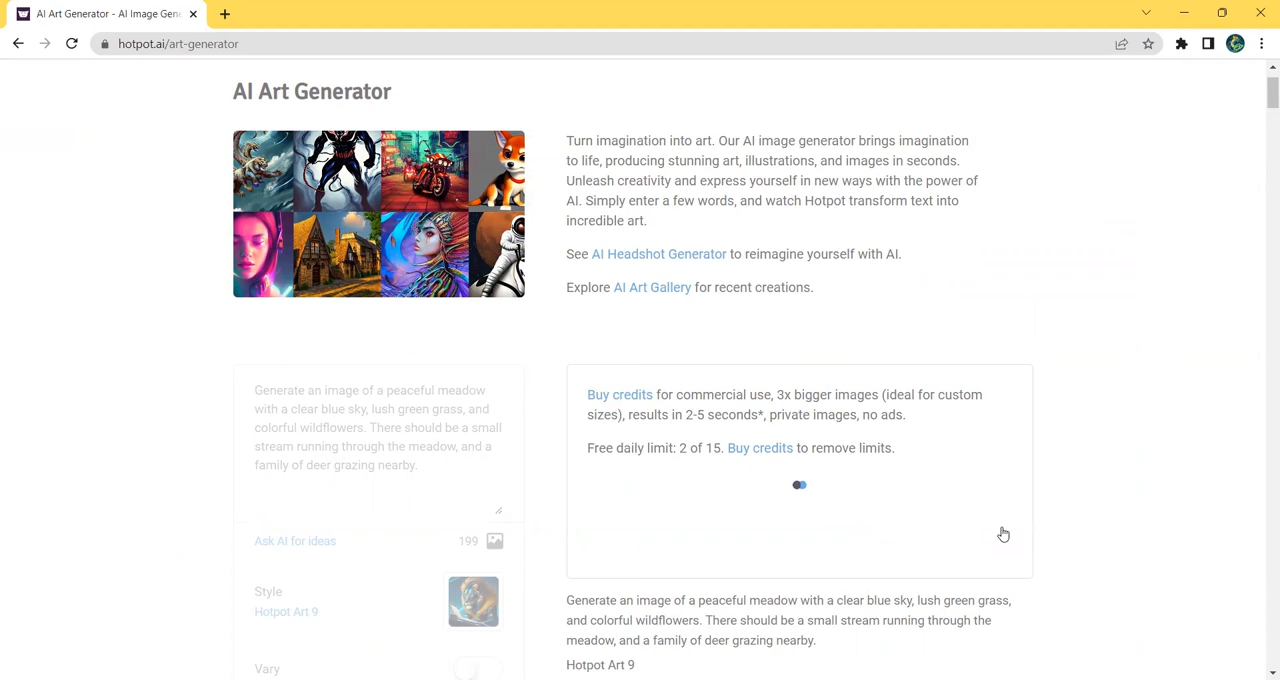 AI Art Generator - AI Image Gen
hotpot.ai/art-generator
AI Art Generator
Turn imagination into art. Our AI image generator brings imagination
to life, producing stunning art, illustrations, and images in seconds.
Unleash creativity and express yourself in new ways with the power of
AI. Simply enter a few words, and watch Hotpot transform text into
incredible art.
See AI Headshot Generator to reimagine yourself with AI.
Explore AI Art Gallery for recent creations.
Generate an image of a peaceful meadow
with a clear blue sky, lush green grass, and
colorful wildflowers. There should be a small
stream running through the meadow, and a
family of deer grazing nearby.
Ask AI for ideas
199
Style
Hotpot Art 9
Vary
Buy credits for commercial use, 3x bigger images (ideal for custom
sizes), results in 2-5 seconds*, private images, no ads.
Free daily limit: 2 of 15. Buy credits to remove limits.
Generate an image of a peaceful meadow with a clear blue sky, lush green grass,
and colorful wildflowers. There should be a small stream running through the
meadow, and a family of deer grazing nearby.
Hotpot Art 9